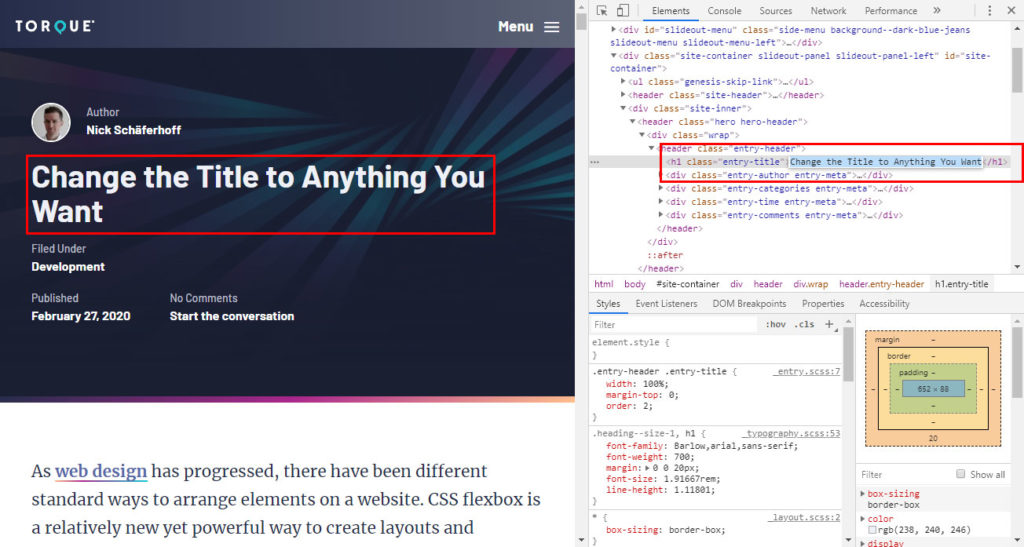 TORQUE
Menu
Author
Nick Schäferhoff
Change the Title to Anything You
Want
Filed Under
Development
Published
No Comments
February 27, 2020
Start the conversation
As web design has progressed, there have been different
standard ways to arrange elements on a website. CSS flexbox is
a relatively new yet powerful way to create layouts and
Elements Console Sources Network Performance »
<div id="slideout-menu" class="side-menu background--dark-blue-jeans
slideout-menu slideout-menu-left">…</div>
<div class="site-container slideout-panel slideout-panel-left" id="site-
container">
<ul class="genesis-skip-link">…</ul>
<header class="site-header">…</header>
<div class="site-inner">
<header class="hero hero-header">
<div class="wrap">
<header class="entry-header">
… <h1 class="entry-title">Change the Title to Anything You Want</h1>
<div class="entry-author entry-meta">…</div>
<div class="entry-categories entry-meta">…</div>
<div class="entry-time entry-meta">…</div>
<div class="entry-comments entry-meta">…</div>
</header>
</div>
::after
</header>
html body #site-container div header div.wrap header.entry-header h1.entry-title
Styles Event Listeners DOM Breakpoints Properties Accessibility
Filter :hov .cls +
element.style {
}
.entry-header .entry-title { _entry.scss:7
width: 100%;
margin-top: 0;
order: 2;
}
.heading--size-1, h1 { _typography.scss:53
font-family: Barlow,arial,sans-serif;
font-weight: 700;
margin: 0 0 20px;
font-size: 1.91667rem;
line-height: 1.11801;
}
* { _layout.scss:2
box-sizing: border-box;
}
margin -
border -
padding -
- - - 652 × 88 - - -
-
-
20
Filter Show all
box-sizing
border-box
color
rgb(238, 240, 246)
display